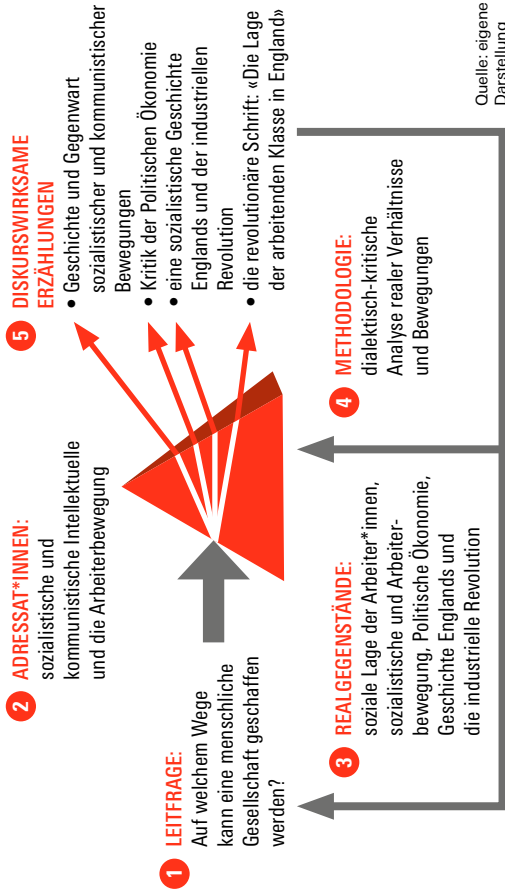 1 LEITFRAGE:
Auf welchem Wege
kann eine menschliche
Gesellschaft geschaffen
werden?
2 ADRESSAT*INNEN:
sozialistische und
kommunistische Intellektuelle
und die Arbeiterbewegung
3 REALGEGENSTÄNDE:
soziale Lage der Arbeiter*innen,
sozialistische und Arbeiter-
bewegung, Politische Ökonomie,
Geschichte Englands und
die industrielle Revolution
4 METHODOLOGIE:
dialektisch-kritische
Analyse realer Verhältnisse
und Bewegungen
5 DISKURSWIRKSAME
ERZÄHLUNGEN
• Geschichte und Gegenwart
sozialistischer und kommunistischer
Bewegungen
• Kritik der Politischen Ökonomie
• eine sozialistische Geschichte
Englands und der industriellen
Revolution
• die revolutionäre Schrift: «Die Lage
der arbeitenden Klasse in England»
Quelle: eigene
Darstellung